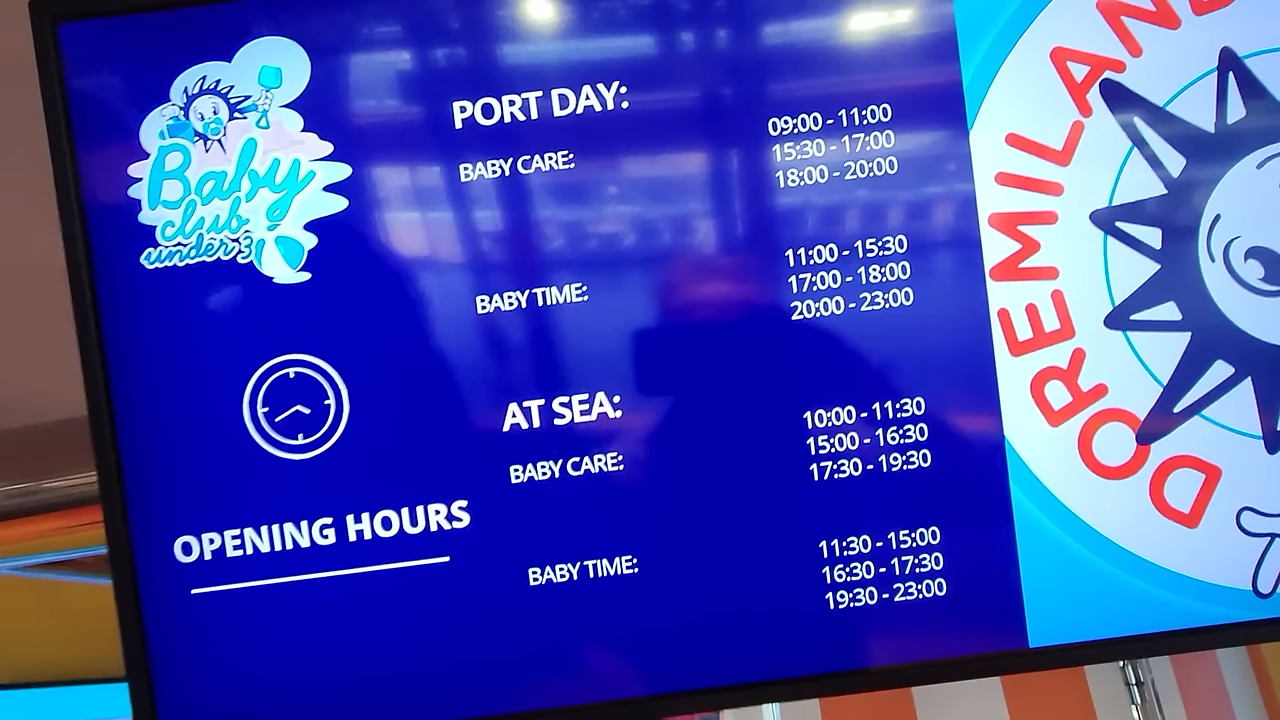 Baby
club
under 3
OPENING HOURS
PORT DAY:
BABY CARE:
09:00 - 11:00
15:30 - 17:00
18:00 - 20:00
BABY TIME:
11:00 - 15:30
17:00 - 18:00
20:00 - 23:00
AT SEA:
BABY CARE:
10:00 - 11:30
15:00 - 16:30
17:30 - 19:30
BABY TIME:
11:30 - 15:00
16:30 - 17:30
19:30 - 23:00
DOREMILAN